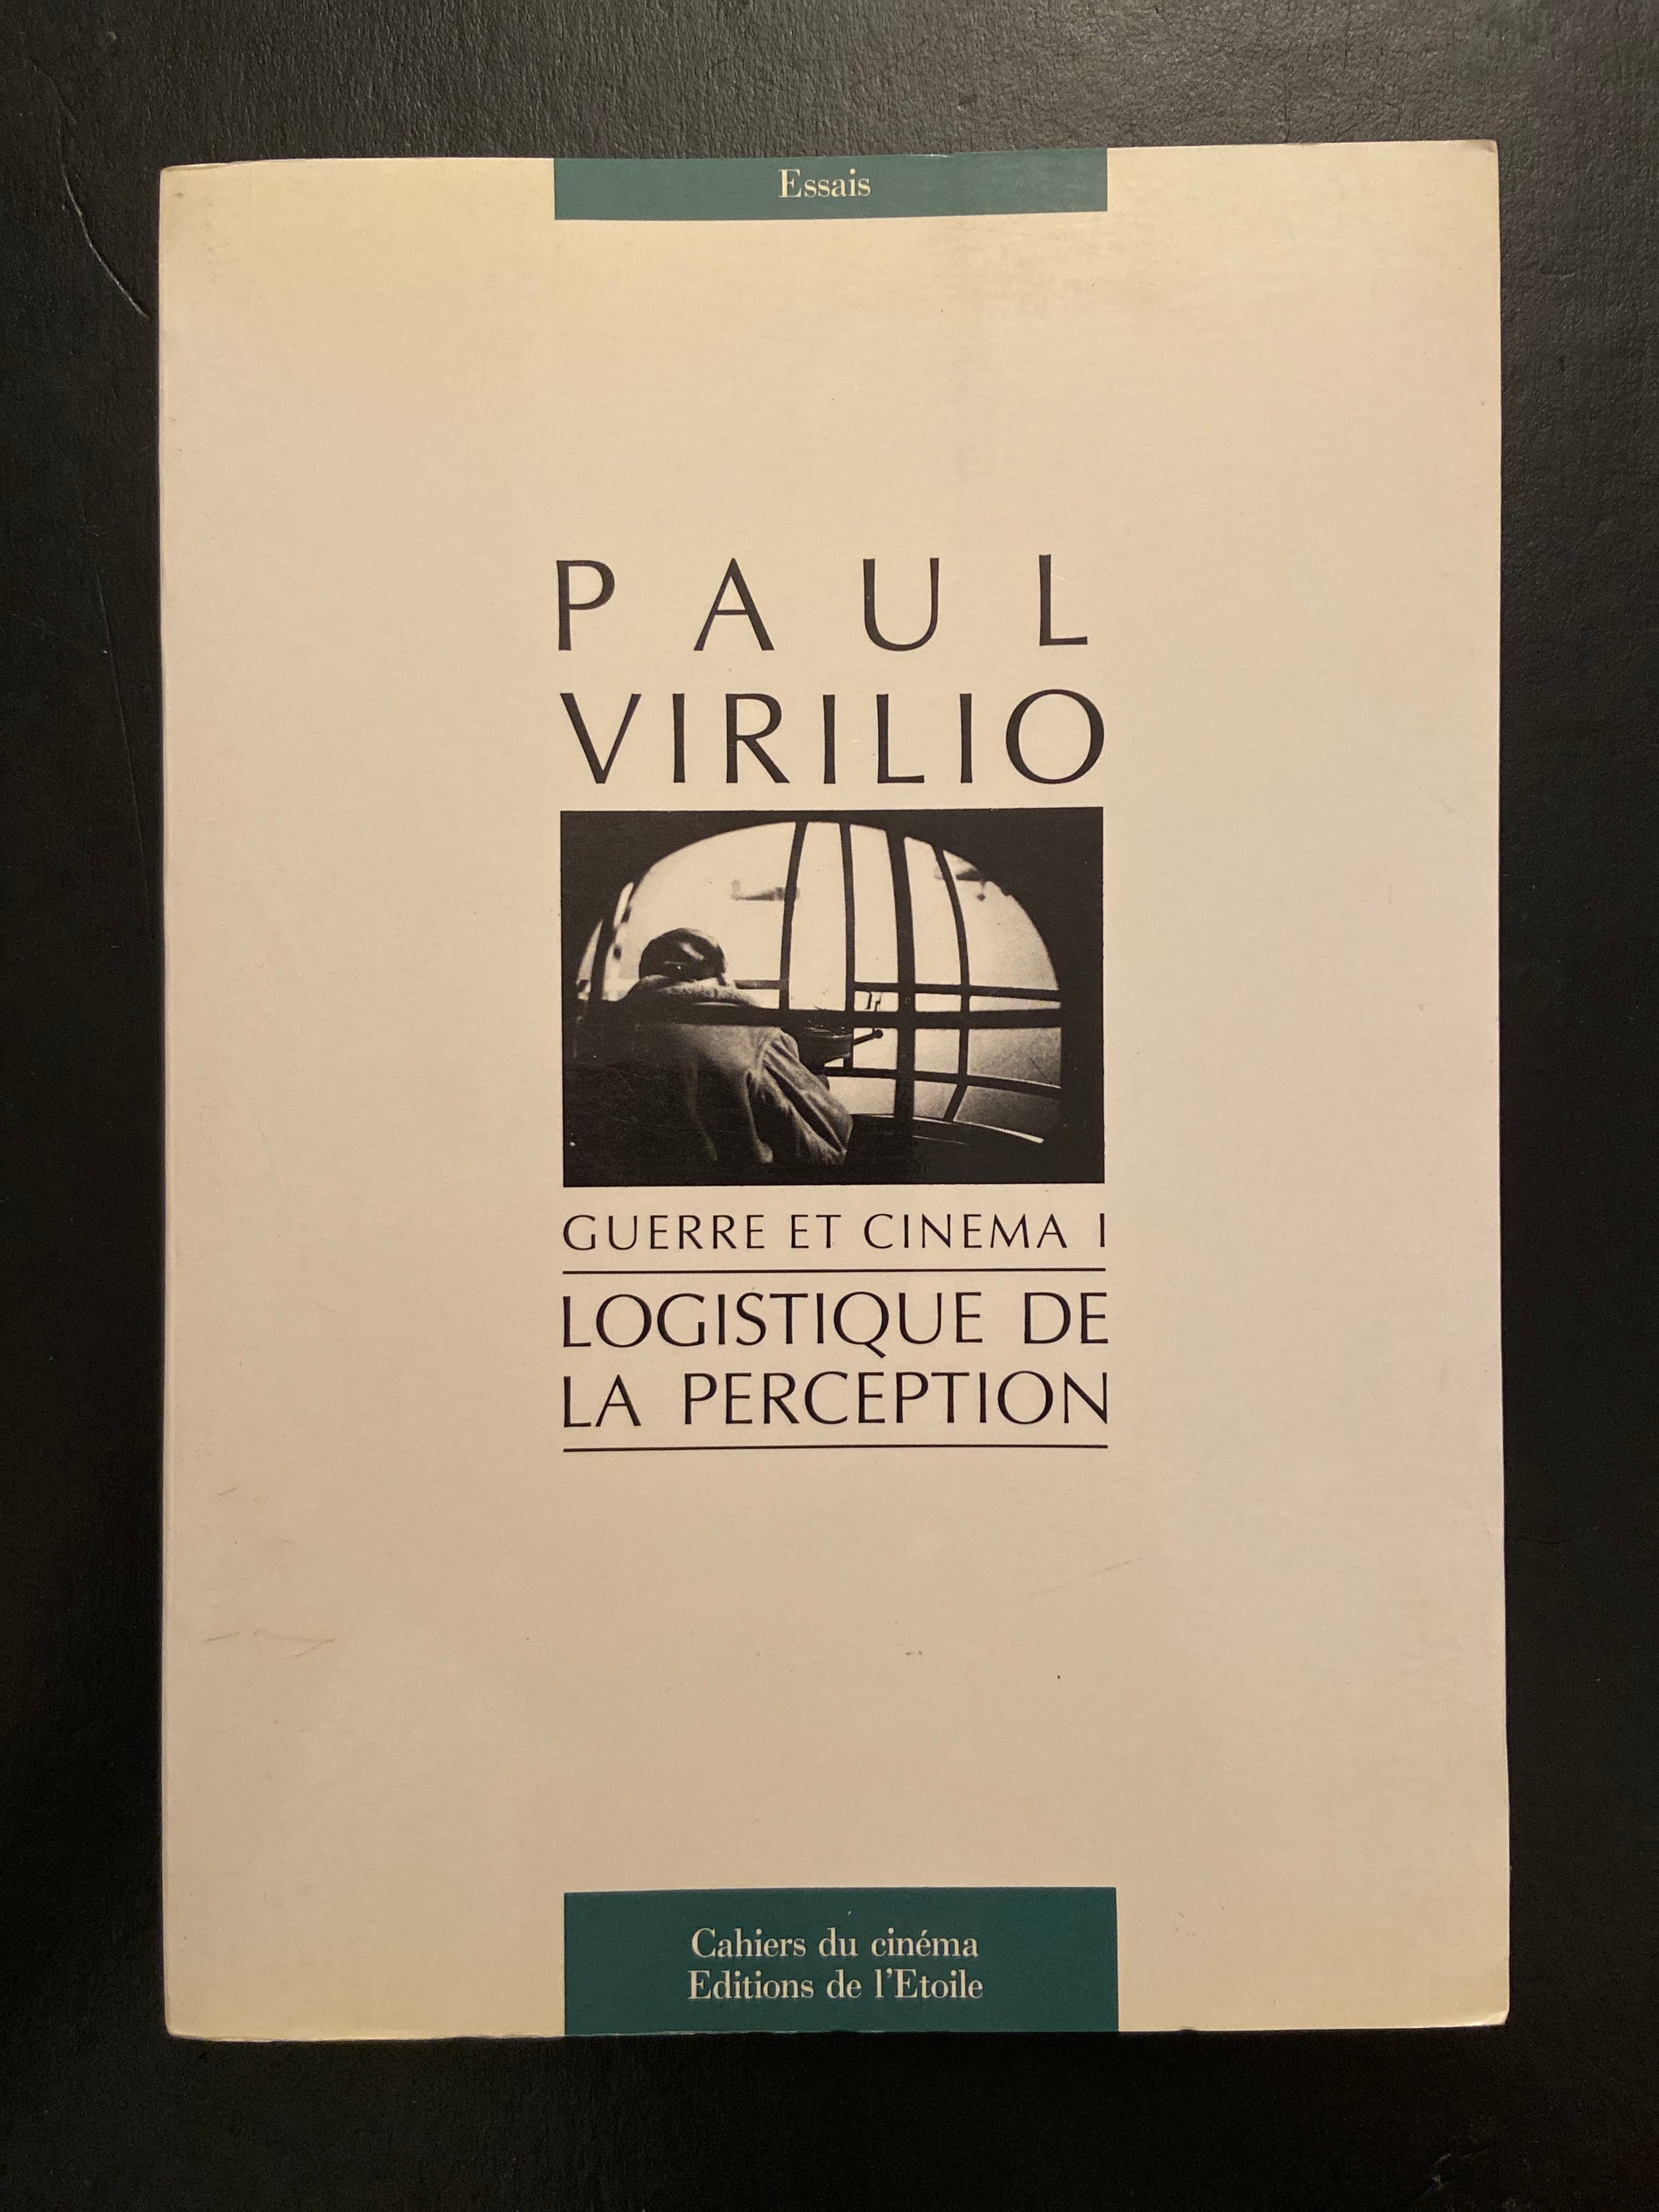 Essais
PAUL
VIRILIO
GUERRE ET CINEMA I
LOGISTIQUE DE
LA PERCEPTION
Cahiers du cinéma
Editions de l'Etoile